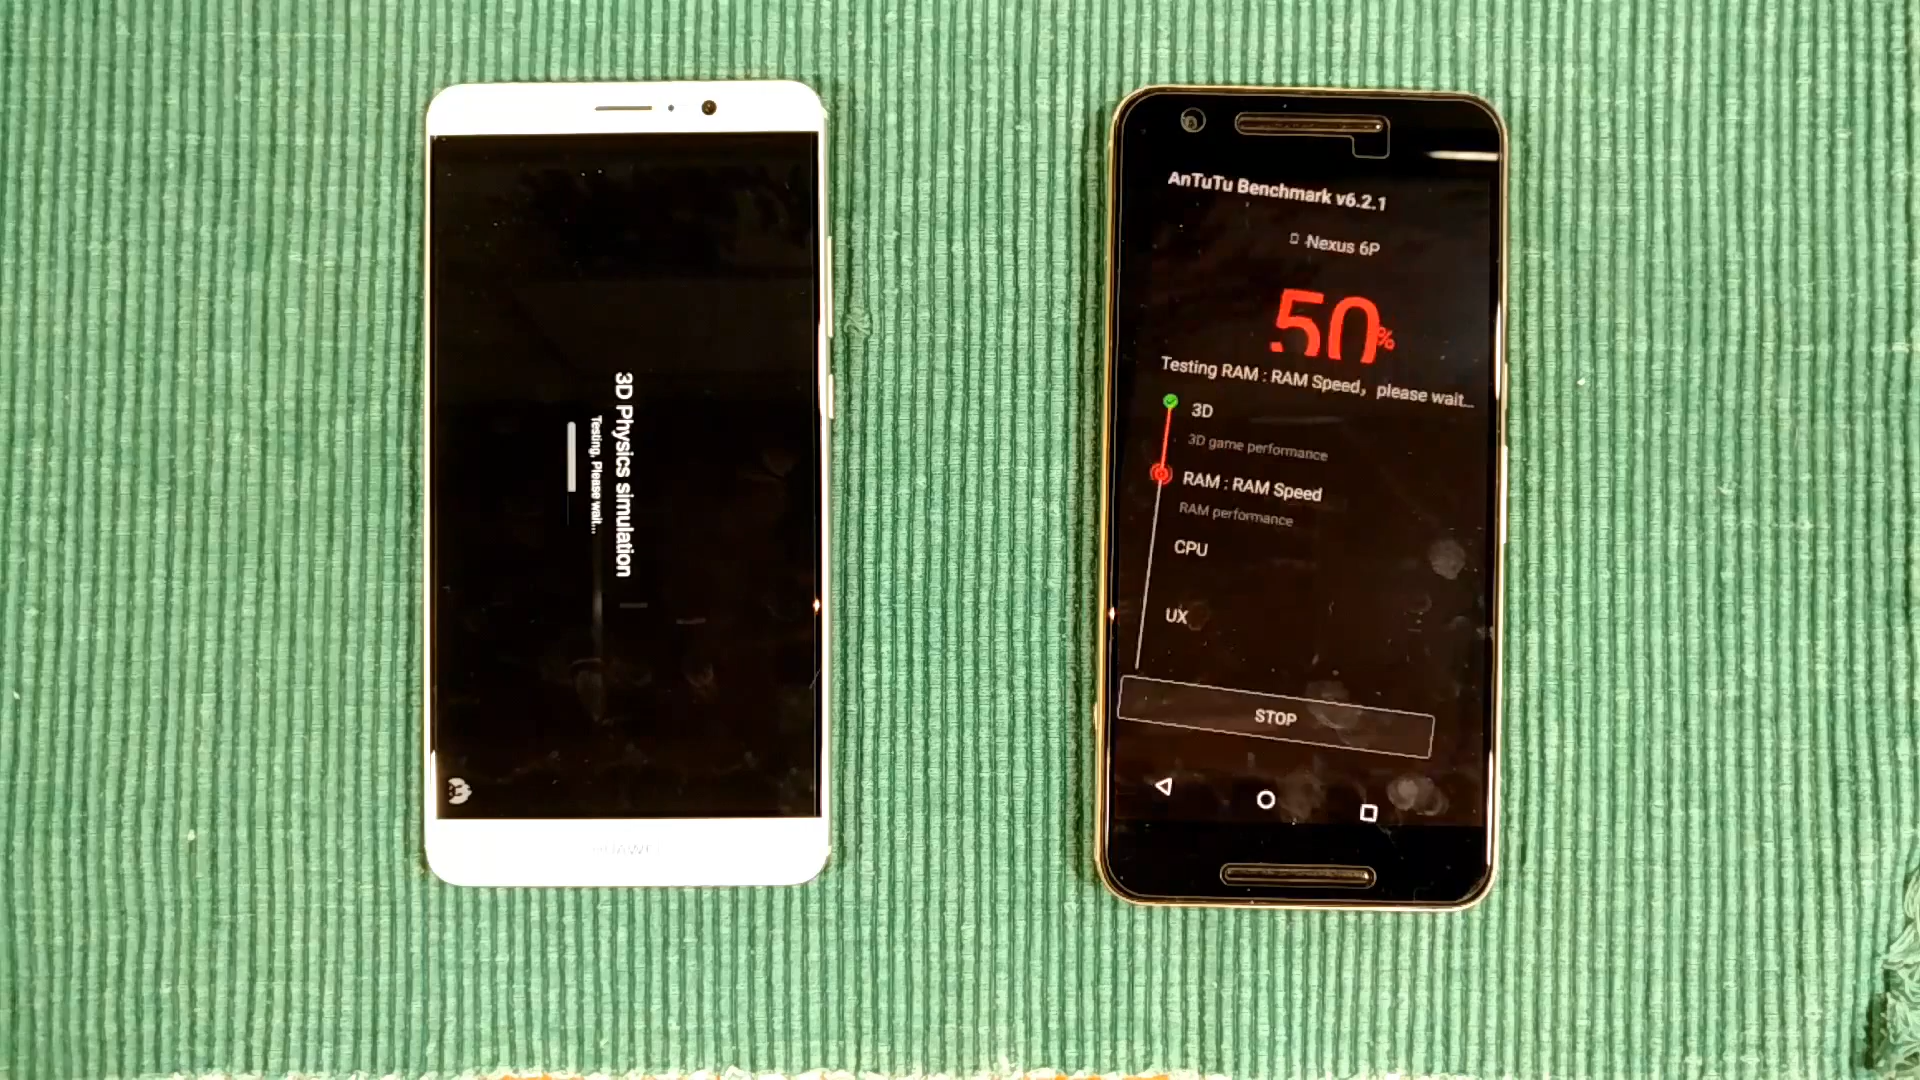 3D Physics simulation
Testing, Please wait...
HUAWEI
AnTuTu Benchmark v6.2.1
Nexus 6P
50%
Testing RAM : RAM Speed, please wait...
3D
3D game performance
RAM : RAM Speed
RAM performance
CPU
UX
STOP